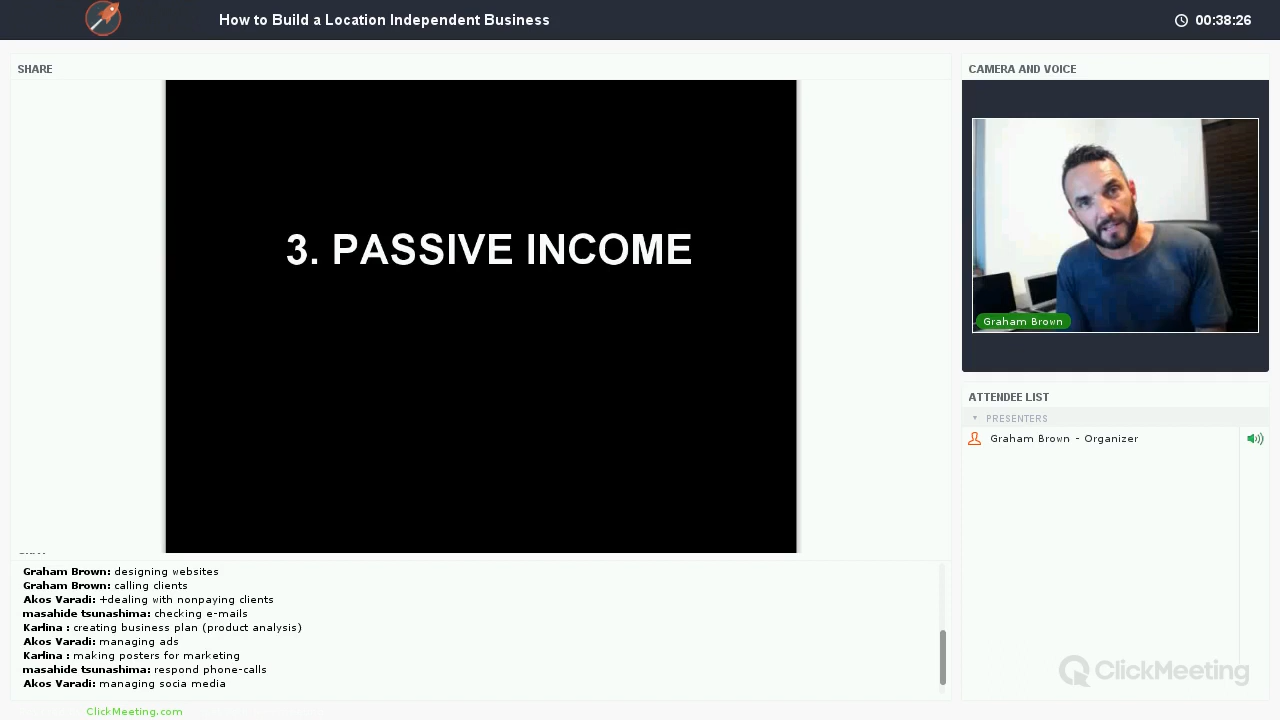 How to Build a Location Independent Business
00:38:26
SHARE
CAMERA AND VOICE
3. PASSIVE INCOME
Graham Brown
ATTENDEE LIST
PRESENTERS
Graham Brown - Organizer
Graham Brown: designing websites
Graham Brown: calling clients
Akos Varadi: +dealing with nonpaying clients
masahide tsunashima: checking e-mails
Karlina : creating business plan (product analysis)
Akos Varadi: managing ads
Karlina : making posters for marketing
masahide tsunashima: respond phone-calls
Akos Varadi: managing socia media
ClickMeeting
ClickMeeting.com